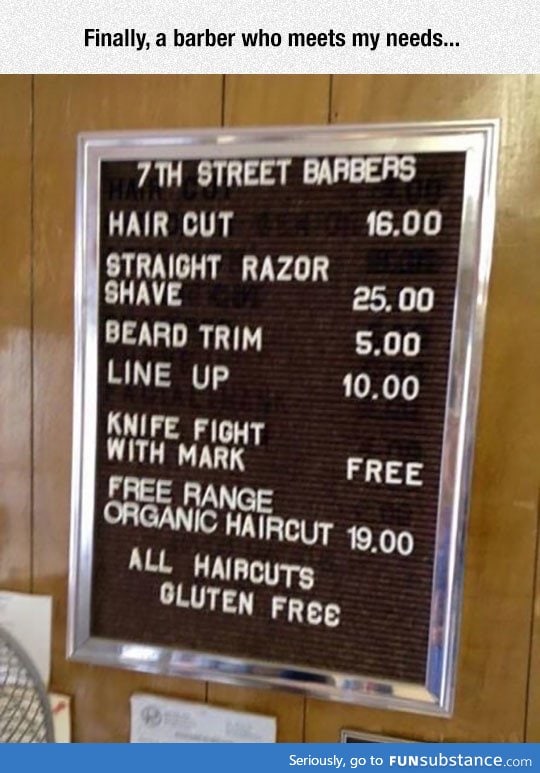 Finally, a barber who meets my needs...
7TH STREET BARBERS
HAIR CUT 16.00
STRAIGHT RAZOR
SHAVE 25.00
BEARD TRIM 5.00
LINE UP 10.00
KNIFE FIGHT
WITH MARK FREE
FREE RANGE
ORGANIC HAIRCUT 19.00
ALL HAIRCUTS
GLUTEN FREE
Seriously, go to FUNsubstance.com